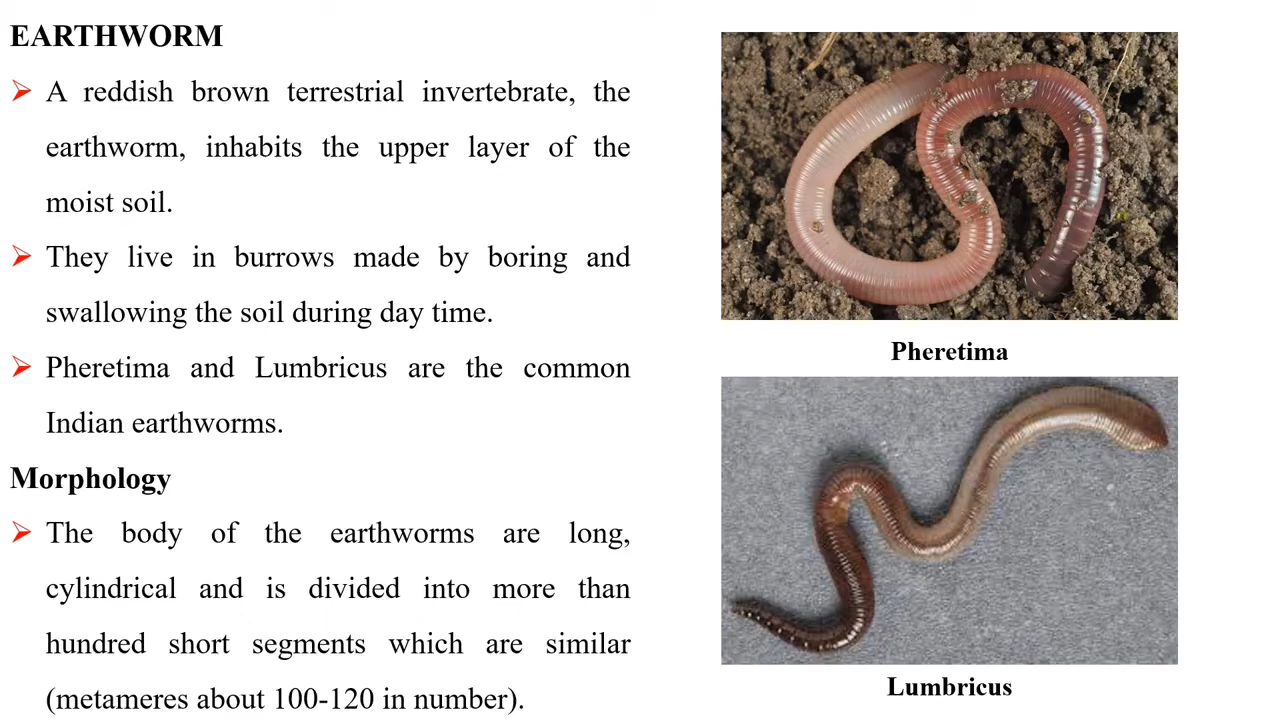 EARTHWORM
A reddish brown terrestrial invertebrate, the
earthworm, inhabits the upper layer of the
moist soil.
They live in burrows made by boring and
swallowing the soil during day time.
Pheretima and Lumbricus are the common
Indian earthworms.
Morphology
The body of the earthworms are long,
cylindrical and is divided into more than
hundred short segments which are similar
(metameres about 100-120 in number).
Pheretima
Lumbricus